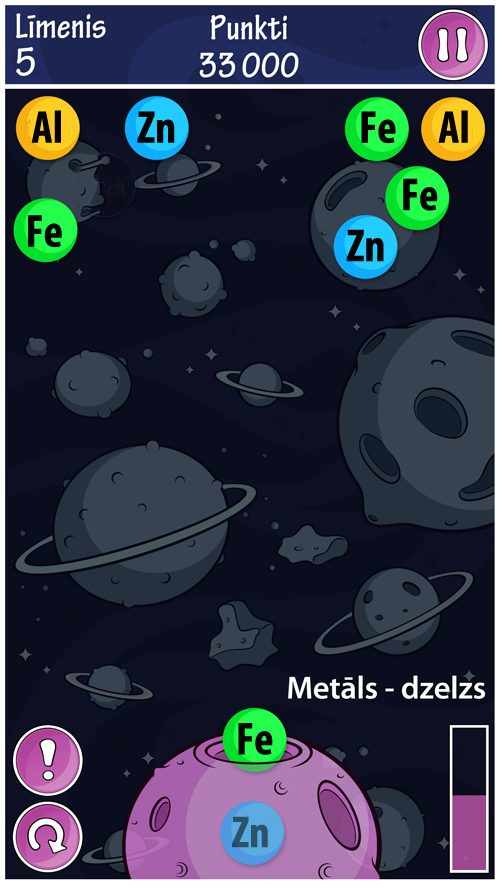 Līmenis
5
Punkti
33 000
Al
Zn
Fe
Al
Fe
Fe
Zn
Metāls - dzelzs
!
Fe
Zn